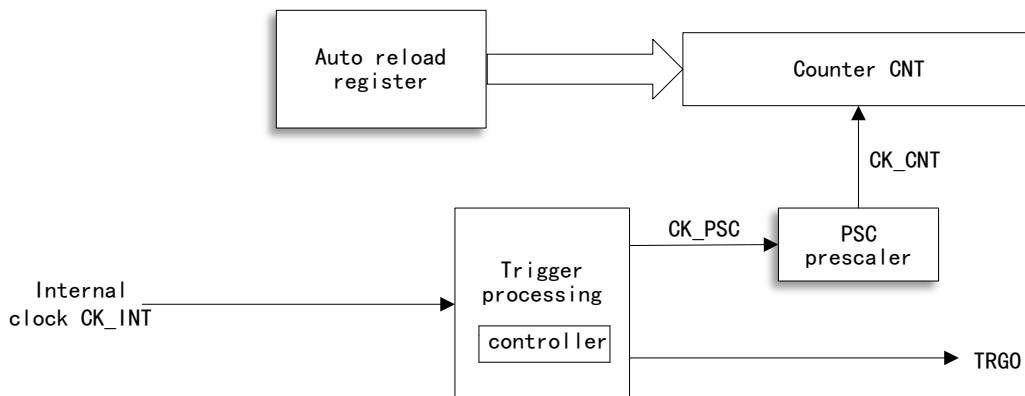 Auto reload
register
Counter CNT
CK_CNT
CK_PSC
PSC
prescaler
Trigger
processing
controller
Internal
clock CK_INT
TRGO